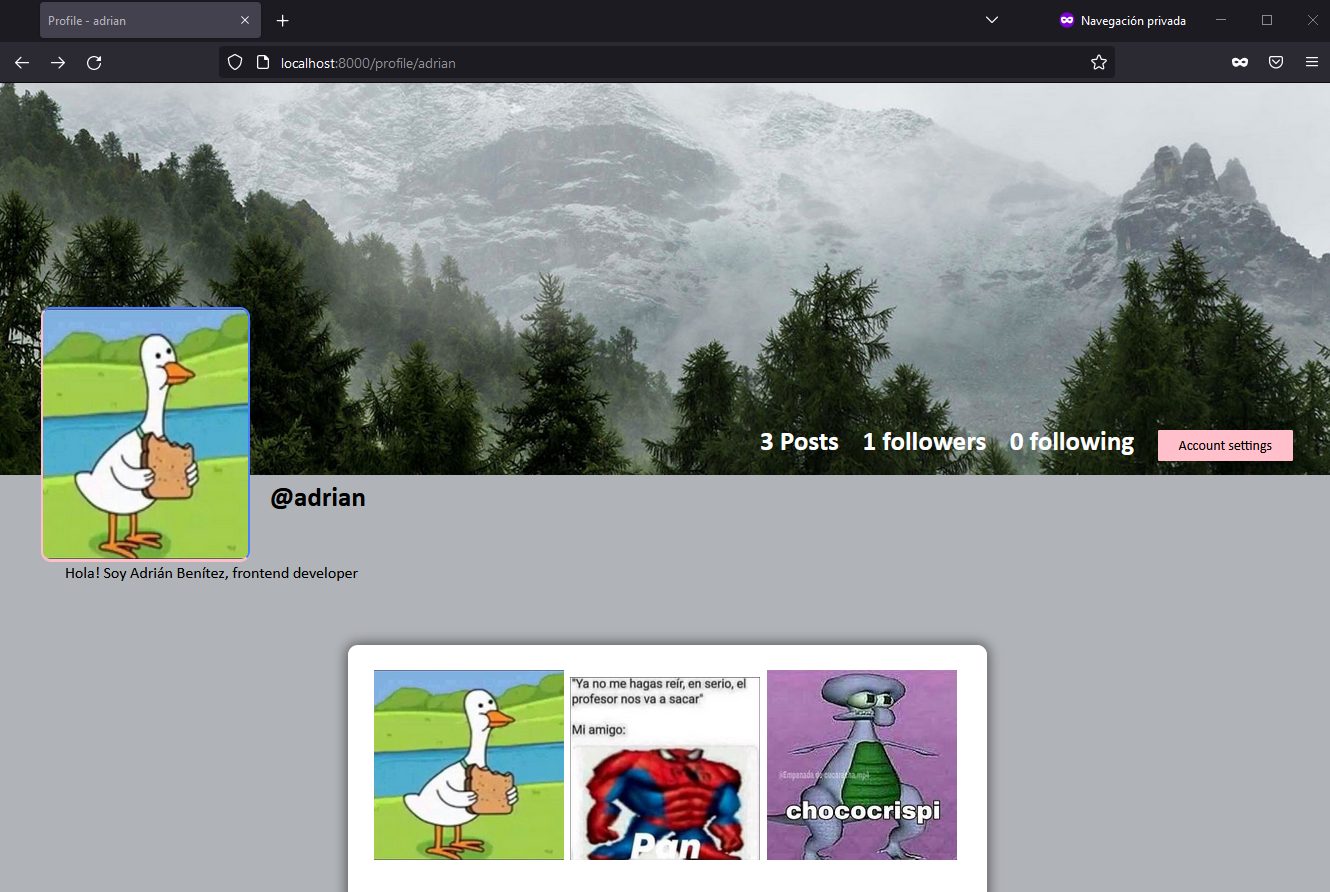 Profile - adrian
Navegación privada
localhost:8000/profile/adrian
3 Posts 1 followers 0 following Account settings
@adrian
Hola! Soy Adrián Benítez, frontend developer
"Ya no me hagas reír, en serio, el
profesor nos va a sacar"
Mi amigo:
Pan
@Empanada de cucaracha.mp4
chococrispi